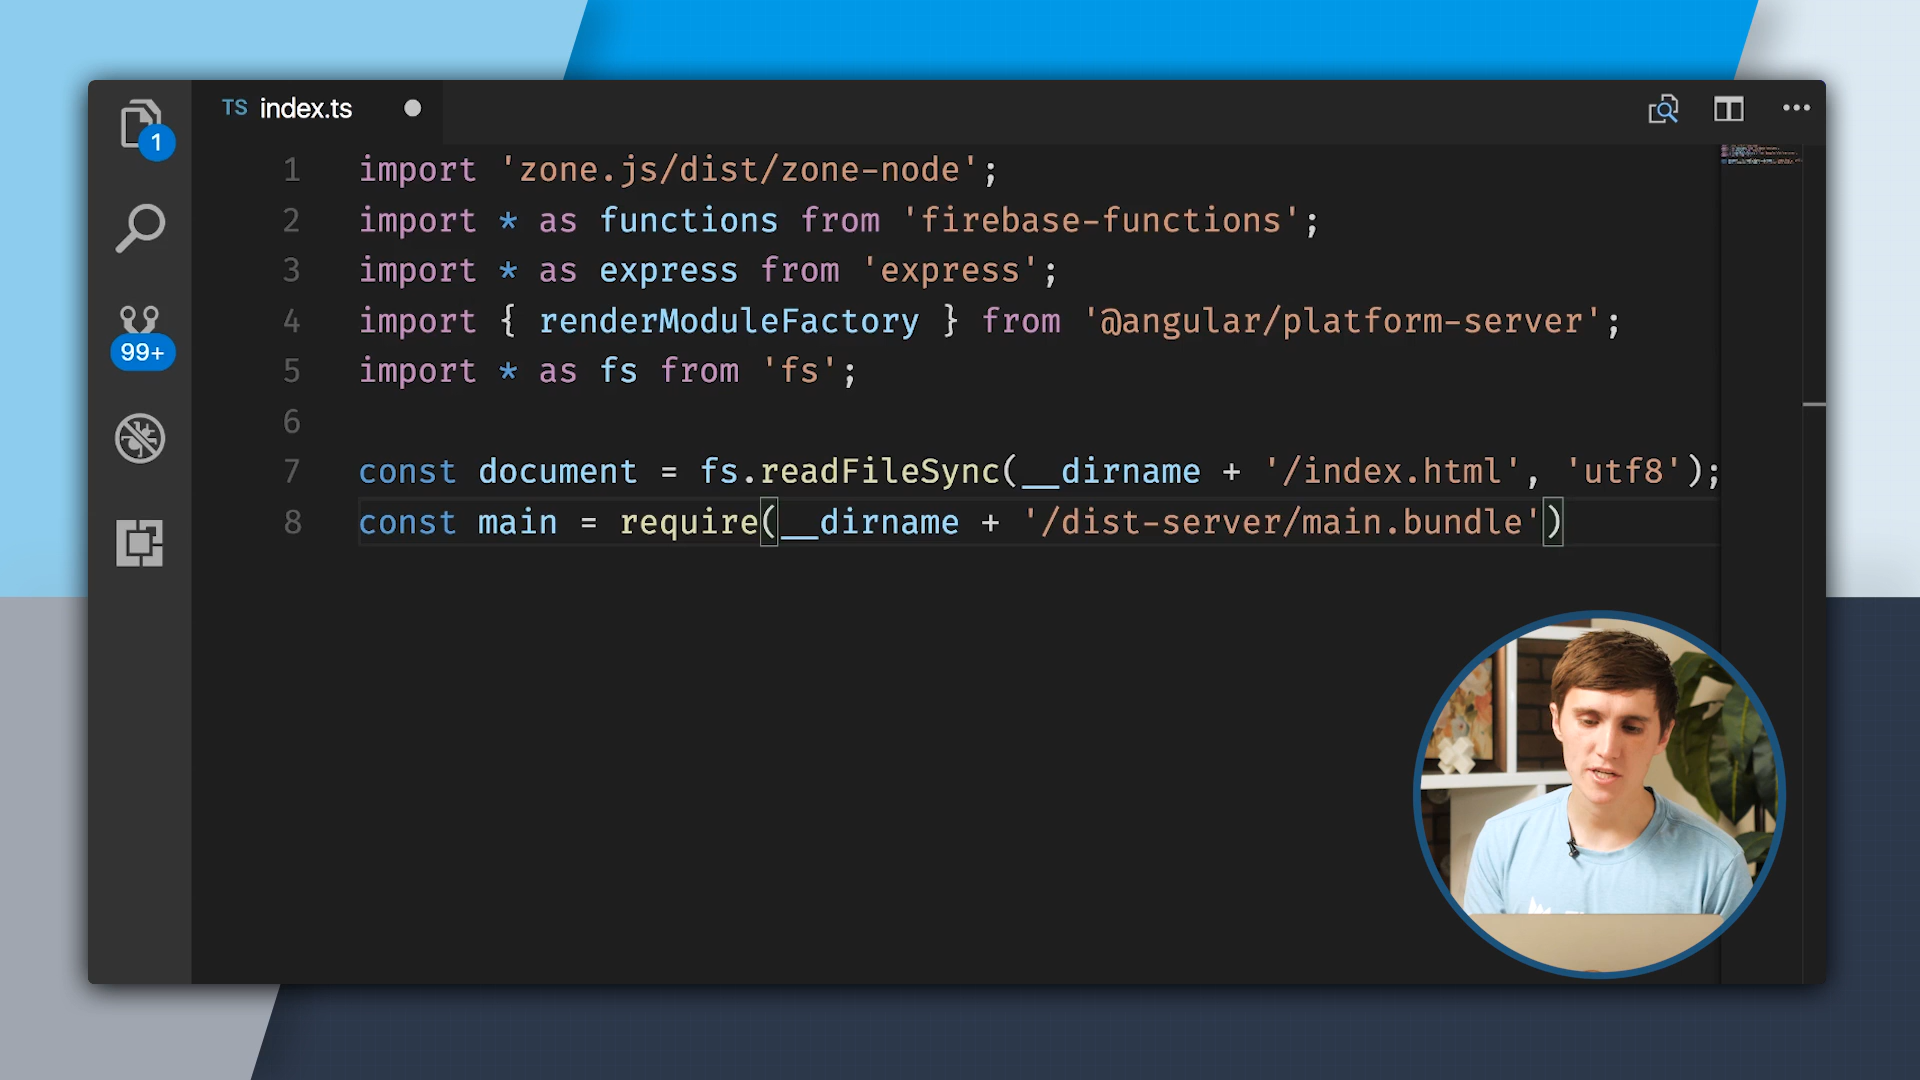 TS index.ts
1
99+
1 import 'zone.js/dist/zone-node';
2 import * as functions from 'firebase-functions';
3 import * as express from 'express';
4 import { renderModuleFactory } from '@angular/platform-server';
5 import * as fs from 'fs';
6
7 const document = fs.readFileSync(__dirname + '/index.html', 'utf8');
8 const main = require(__dirname + '/dist-server/main.bundle')